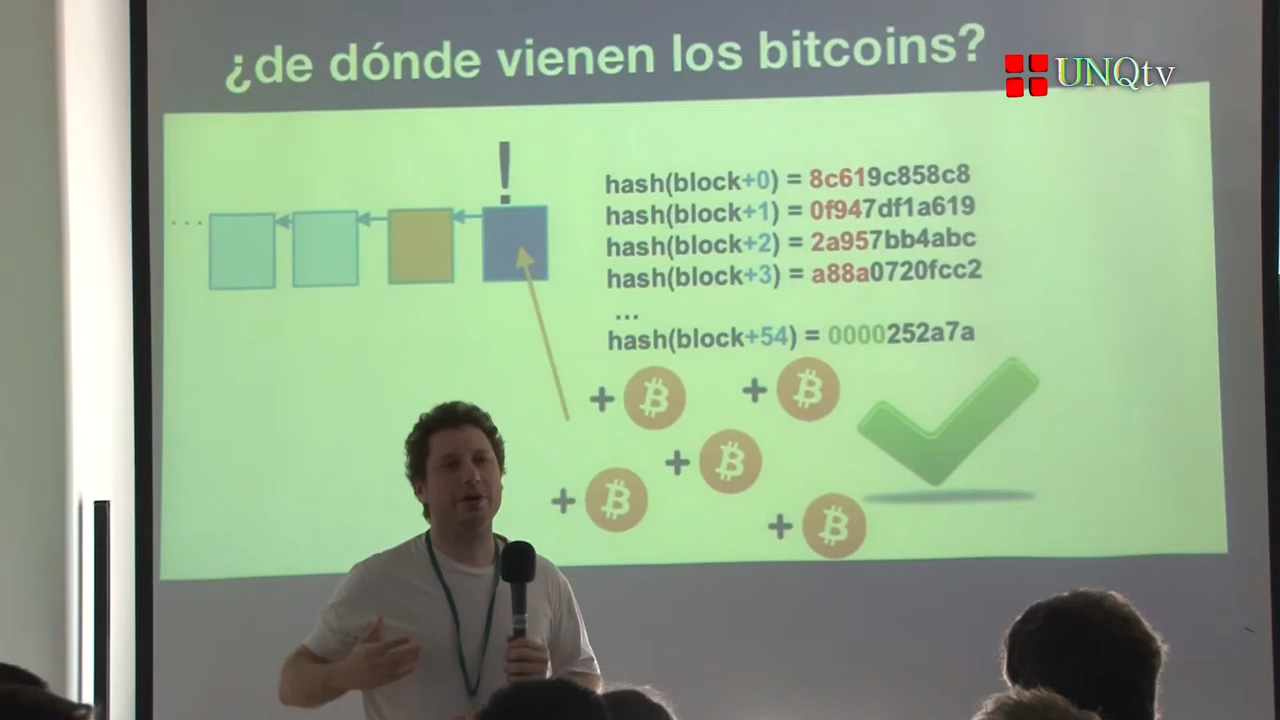 ¿de dónde vienen los bitcoins?
UNQtv
!
...
hash(block+0) = 8c619c858c8
hash(block+1) = 0f947df1a619
hash(block+2) = 2a957bb4abc
hash(block+3) = a88a0720fcc2
...
hash(block+54) = 0000252a7a
+ ₿ + ₿
+ ₿
+ ₿
+ ₿